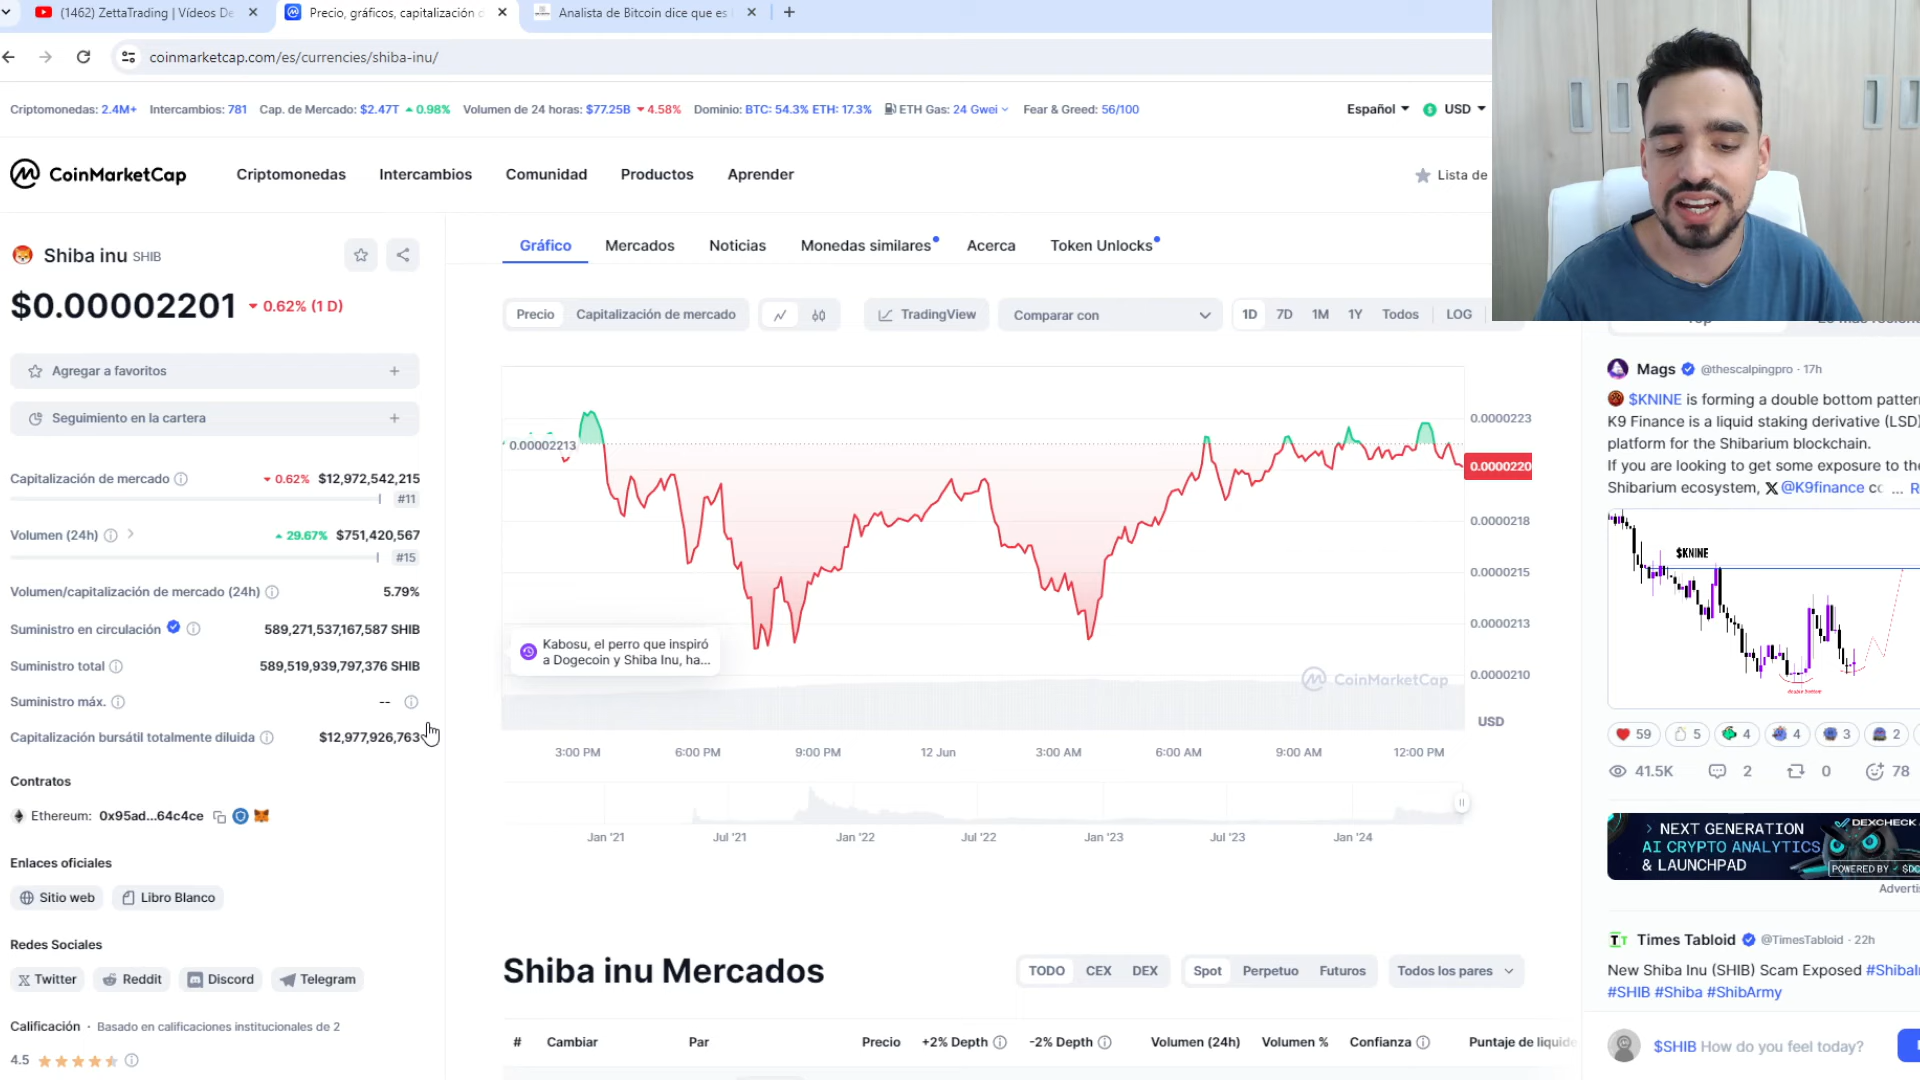 (1462) ZettaTrading | Vídeos De
Precio, gráficos, capitalización
Analista de Bitcoin dice que es
coinmarketcap.com/es/currencies/shiba-inu/
Criptomonedas: 2.4M+ Intercambios: 781 Cap. de Mercado: $2.47T 0.98% Volumen de 24 horas: $77.25B 4.58% Dominio: BTC: 54.3% ETH: 17.3% ETH Gas: 24 Gwei Fear & Greed: 56/100
Español USD
CoinMarketCap
Criptomonedas Intercambios Comunidad Productos Aprender
Lista de
Shiba inu SHIB
$0.00002201 0.62% (1 D)
Agregar a favoritos +
Seguimiento en la cartera +
Capitalización de mercado 0.62% $12,972,542,215
#11
Volumen (24h) 29.67% $751,420,567
#15
Volumen/capitalización de mercado (24h) 5.79%
Suministro en circulación 589,271,537,167,587 SHIB
Suministro total 589,519,939,797,376 SHIB
Suministro máx. --
Capitalización bursátil totalmente diluida $12,977,926,763
Contratos
Ethereum: 0x95ad...64c4ce
Enlaces oficiales
Sitio web Libro Blanco
Redes Sociales
Twitter Reddit Discord Telegram
Calificación · Basado en calificaciones institucionales de 2
4.5
Gráfico Mercados Noticias Monedas similares Acerca Token Unlocks
Precio Capitalización de mercado TradingView Comparar con 1D 7D 1M 1Y Todos LOG
0.0000223
0.00002213
0.0000220
0.0000218
0.0000215
0.0000213
0.0000210
Kabosu, el perro que inspiró
a Dogecoin y Shiba Inu, ha...
CoinMarketCap
USD
3:00 PM 6:00 PM 9:00 PM 12 Jun 3:00 AM 6:00 AM 9:00 AM 12:00 PM
Jan '21 Jul '21 Jan '22 Jul '22 Jan '23 Jul '23 Jan '24
Shiba inu Mercados
TODO CEX DEX Spot Perpetuo Futuros Todos los pares
# Cambiar Par Precio +2% Depth -2% Depth Volumen (24h) Volumen % Confianza Puntaje de liquide
Mags @thescalpingpro · 17h
$KNINE is forming a double bottom pattern
K9 Finance is a liquid staking derivative (LSD)
platform for the Shibarium blockchain.
If you are looking to get some exposure to the
Shibarium ecosystem, X @K9finance cc ... R
$KNINE
double bottom
59 5 4 4 3 2
41.5K 2 0 78
DEXCHECK
> NEXT GENERATION
AI CRYPTO ANALYTICS
& LAUNCHPAD
POWERED BY
Adverti
Times Tabloid @TimesTabloid · 22h
New Shiba Inu (SHIB) Scam Exposed #ShibaIn
#SHIB #Shiba #ShibArmy
$SHIB How do you feel today?